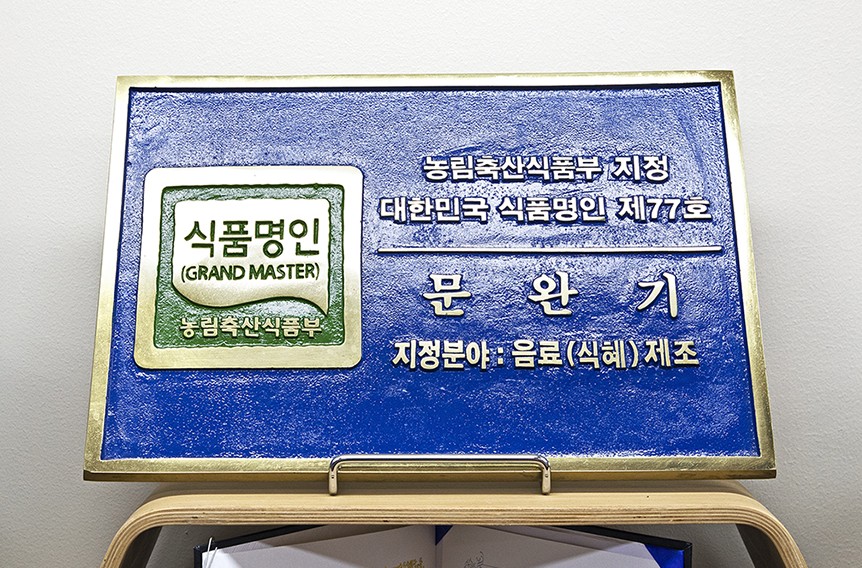 식품명인
(GRAND MASTER)
농림축산식품부
농림축산식품부 지정
대한민국 식품명인 제77호
문 완 기
지정분야 : 음료(식혜) 제조